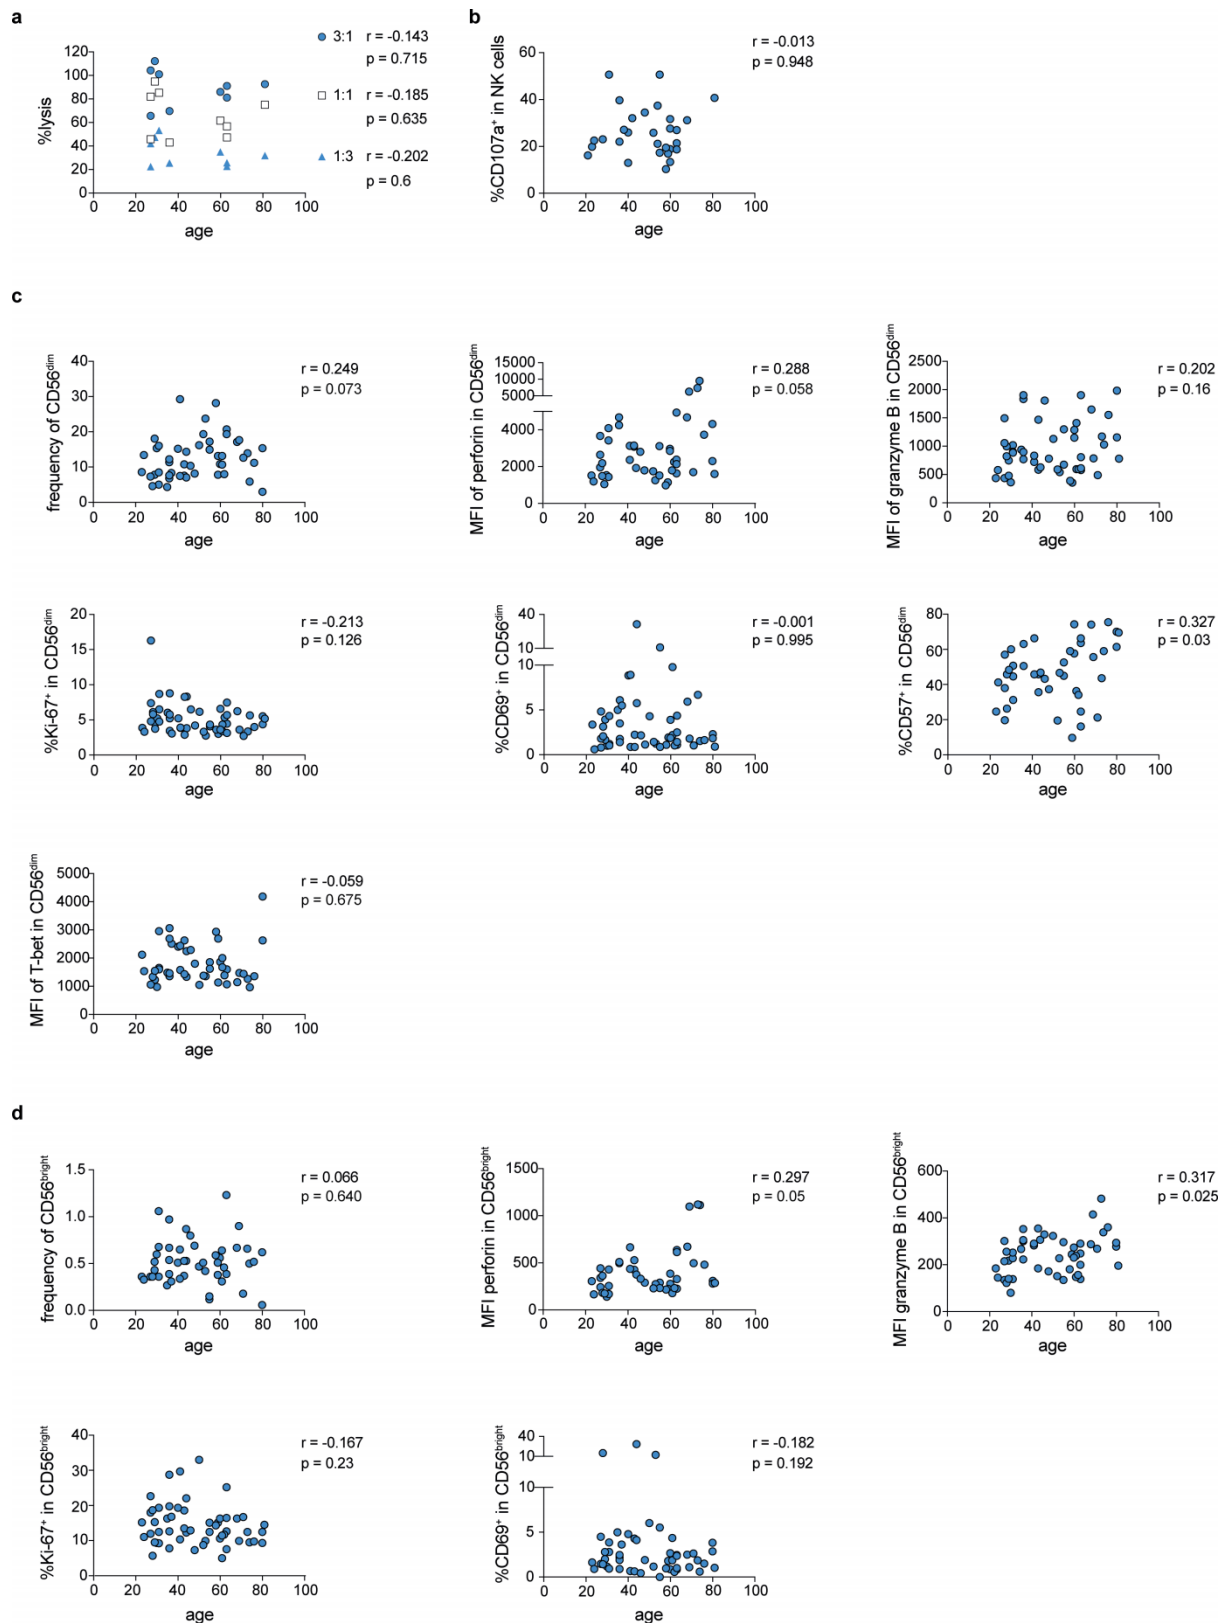 a
%lysis
120
100
80
60
40
20
0
0 20 40 60 80 100
age
3:1 r = -0.143
p = 0.715
1:1 r = -0.185
p = 0.635
1:3 r = -0.202
p = 0.6
b
%CD107a⁺ in NK cells
60
40
20
0
0 20 40 60 80 100
age
r = -0.013
p = 0.948
c
frequency of CD56ᵈⁱᵐ
40
30
20
10
0
0 20 40 60 80 100
age
r = 0.249
p = 0.073
MFI of perforin in CD56ᵈⁱᵐ
15000
10000
5000
4000
2000
0
0 20 40 60 80 100
age
r = 0.288
p = 0.058
MFI of granzyme B in CD56ᵈⁱᵐ
2500
2000
1500
1000
500
0
0 20 40 60 80 100
age
r = 0.202
p = 0.16
%Ki-67⁺ in CD56ᵈⁱᵐ
20
15
10
5
0
0 20 40 60 80 100
age
r = -0.213
p = 0.126
%CD69⁺ in CD56ᵈⁱᵐ
40
10
10
5
0
0 20 40 60 80 100
age
r = -0.001
p = 0.995
%CD57⁺ in CD56ᵈⁱᵐ
80
60
40
20
0
0 20 40 60 80 100
age
r = 0.327
p = 0.03
MFI of T-bet in CD56ᵈⁱᵐ
5000
4000
3000
2000
1000
0
0 20 40 60 80 100
age
r = -0.059
p = 0.675
d
frequency of CD56ᵇʳⁱᵍʰᵗ
1.5
1.0
0.5
0.0
0 20 40 60 80 100
age
r = 0.066
p = 0.640
MFI perforin in CD56ᵇʳⁱᵍʰᵗ
1500
1000
500
0
0 20 40 60 80 100
age
r = 0.297
p = 0.05
MFI granzyme B in CD56ᵇʳⁱᵍʰᵗ
600
400
200
0
0 20 40 60 80 100
age
r = 0.317
p = 0.025
%Ki-67⁺ in CD56ᵇʳⁱᵍʰᵗ
40
30
20
10
0
0 20 40 60 80 100
age
r = -0.167
p = 0.23
%CD69⁺ in CD56ᵇʳⁱᵍʰᵗ
40
10
10
5
0
0 20 40 60 80 100
age
r = -0.182
p = 0.192